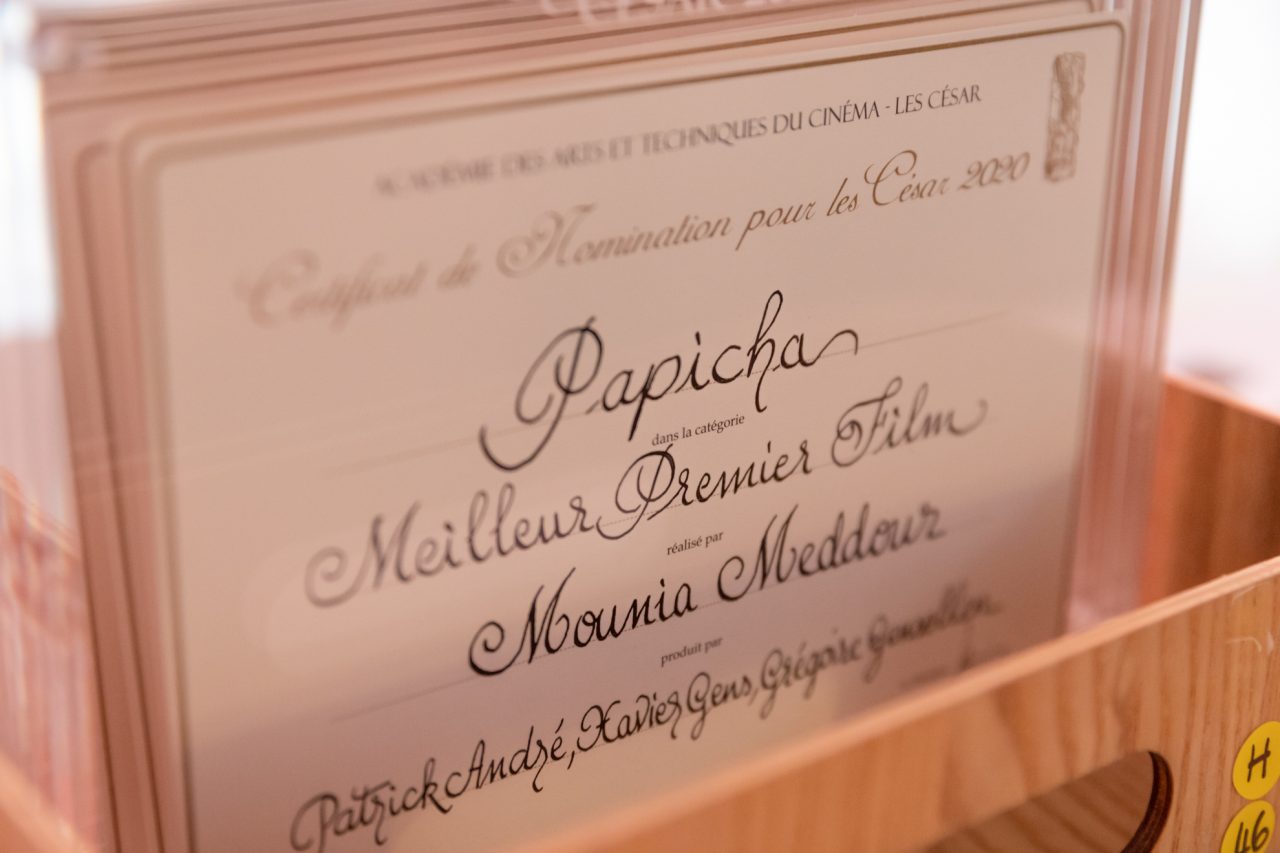 ACADÉMIE DES ARTS ET TECHNIQUES DU CINÉMA - LES CÉSAR
Certificat de Nomination pour les César 2020
Papicha
dans la catégorie
Meilleur Premier Film
réalisé par
Mounia Meddour
produit par
Patrick André, Xavier Gens, Grégoire Gensollen
H
46